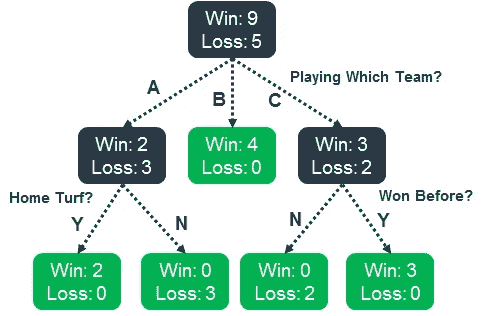 Win: 9
Loss: 5
Playing Which Team?
A
B
C
Win: 2
Loss: 3
Win: 4
Loss: 0
Win: 3
Loss: 2
Home Turf?
Won Before?
Y
N
N
Y
Win: 2
Loss: 0
Win: 0
Loss: 3
Win: 0
Loss: 2
Win: 3
Loss: 0